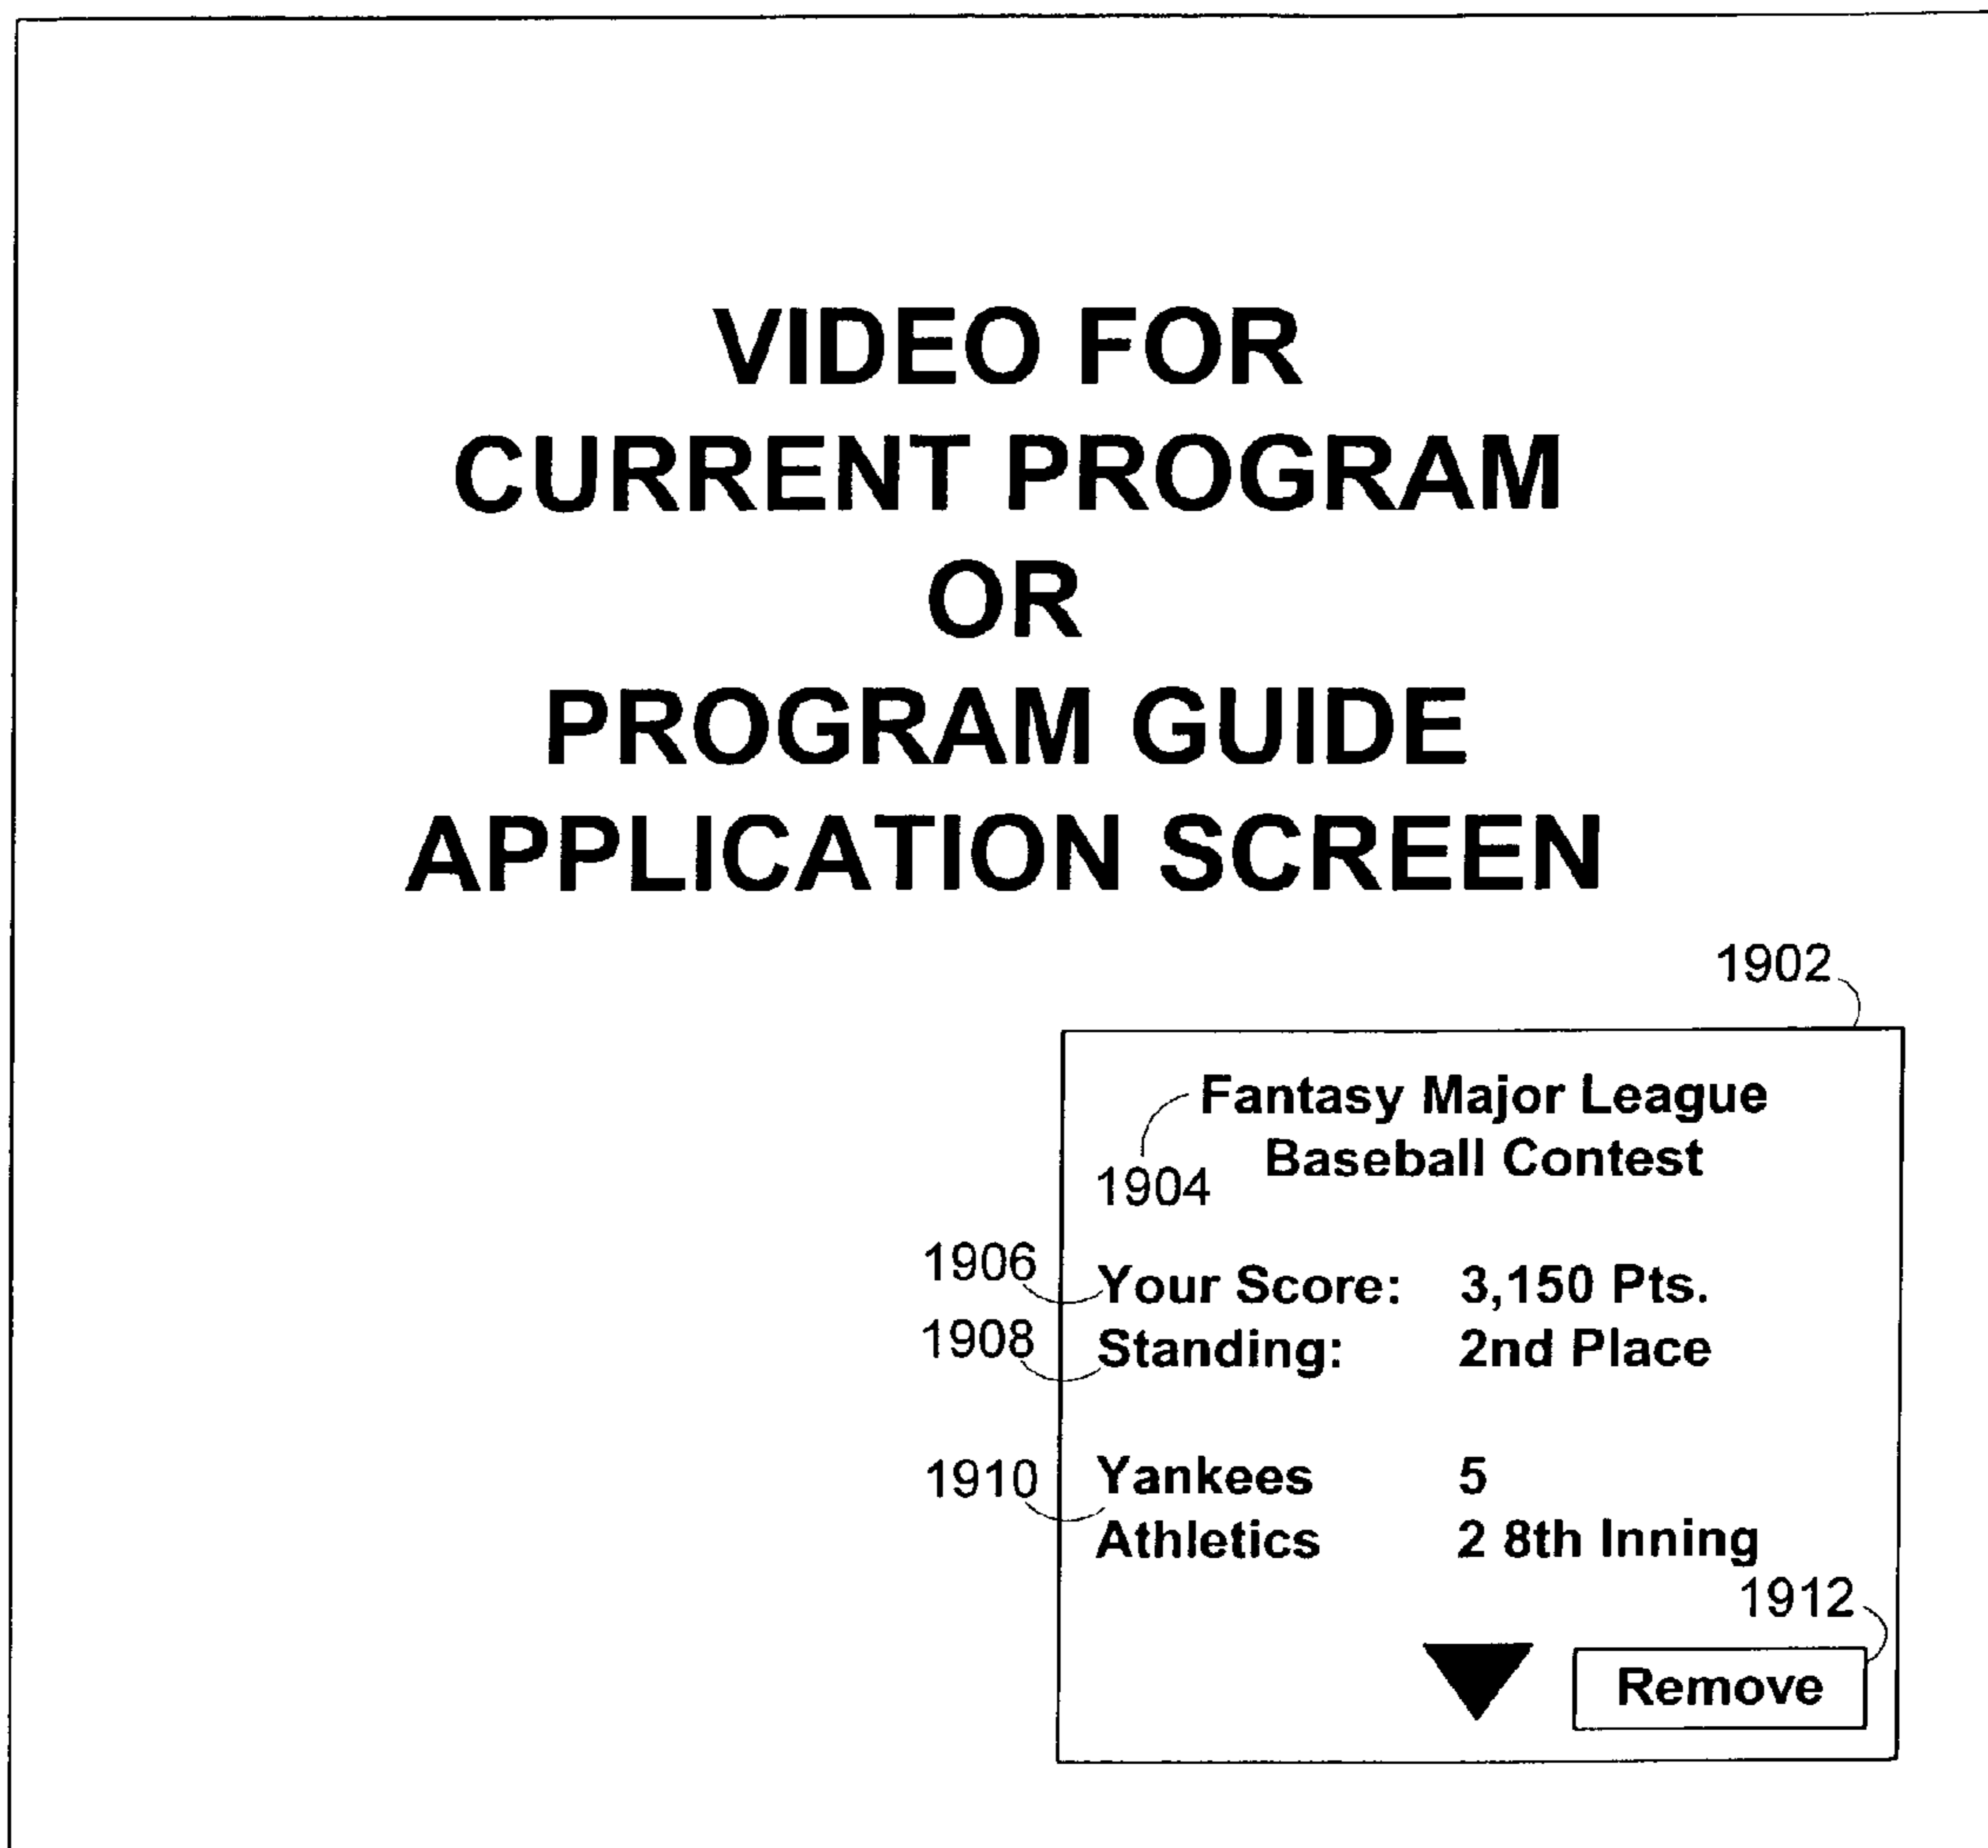 VIDEO FOR
CURRENT PROGRAM
OR
PROGRAM GUIDE
APPLICATION SCREEN
1902
Fantasy Major League
Baseball Contest
1904
1906 Your Score: 3,150 Pts.
1908 Standing: 2nd Place
1910 Yankees 5
Athletics 2 8th Inning
1912
Remove